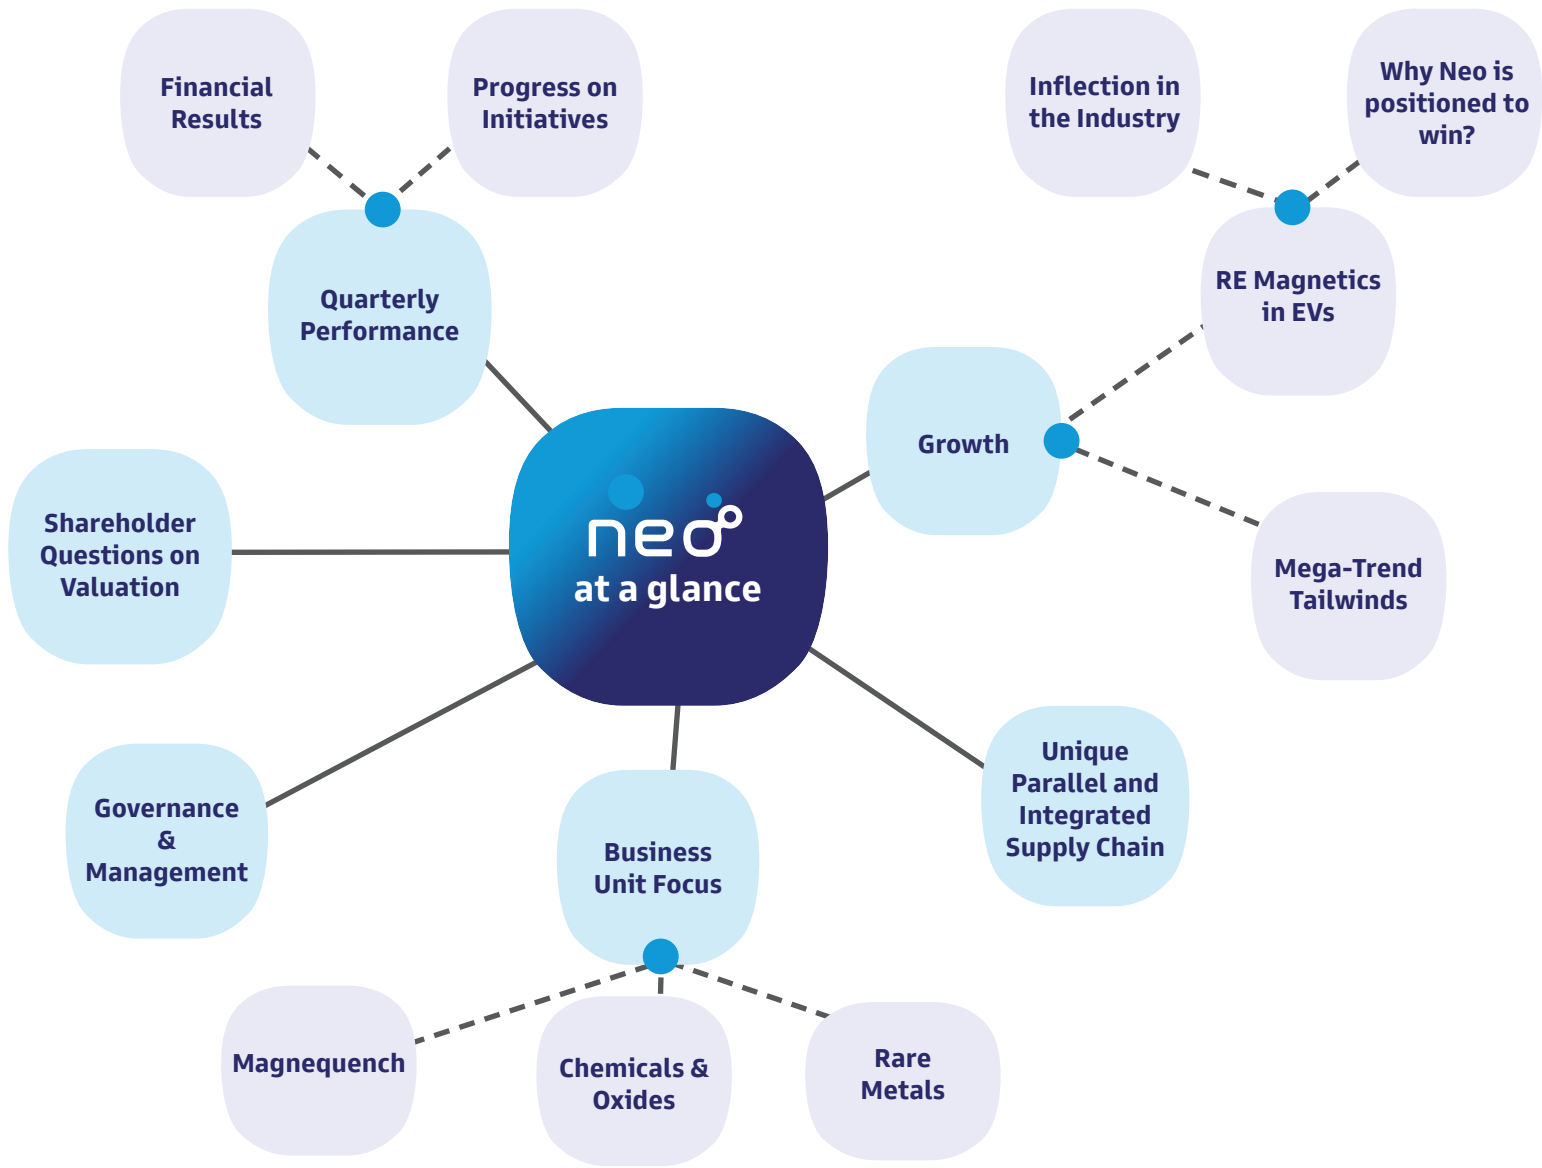 Financial
Results
Progress on
Initiatives
Inflection in
the Industry
Why Neo is
positioned to
win?
Quarterly
Performance
RE Magnetics
in EVs
Growth
Shareholder
Questions on
Valuation
neo
at a glance
Mega-Trend
Tailwinds
Unique
Parallel and
Integrated
Supply Chain
Governance
&
Management
Business
Unit Focus
Magnequench
Chemicals &
Oxides
Rare
Metals